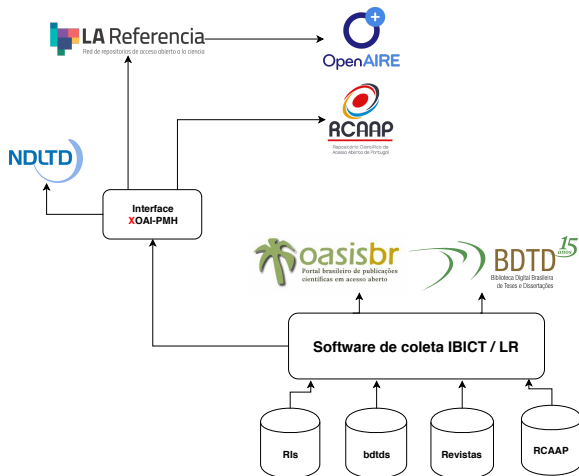 LA Referencia
Red de repositorios de acceso abierto a la ciencia
OpenAIRE
RCAAP
Repositório Científico de
Acesso Aberto de Portugal
NDLTD
Interface
XOAI-PMH
oasisbr
Portal brasileiro de publicações
científicas em acesso aberto
BDTD
15
anos
Biblioteca Digital Brasileira
de Teses e Dissertações
Software de coleta IBICT / LR
RIs
bdtds
Revistas
RCAAP